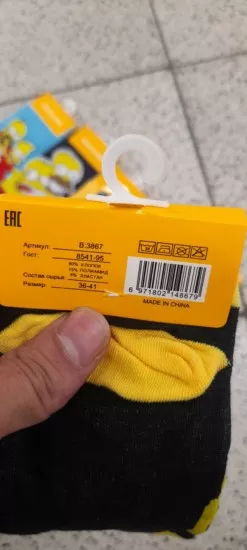 EAC
Артикул: B:3867
Гост: 8541-95
80% ХЛОПОК
15% ПОЛИАМИД
Состав сырья: 5% ЭЛАСТАН
Размер: 36-41
6 971802 148679
MADE IN CHINA